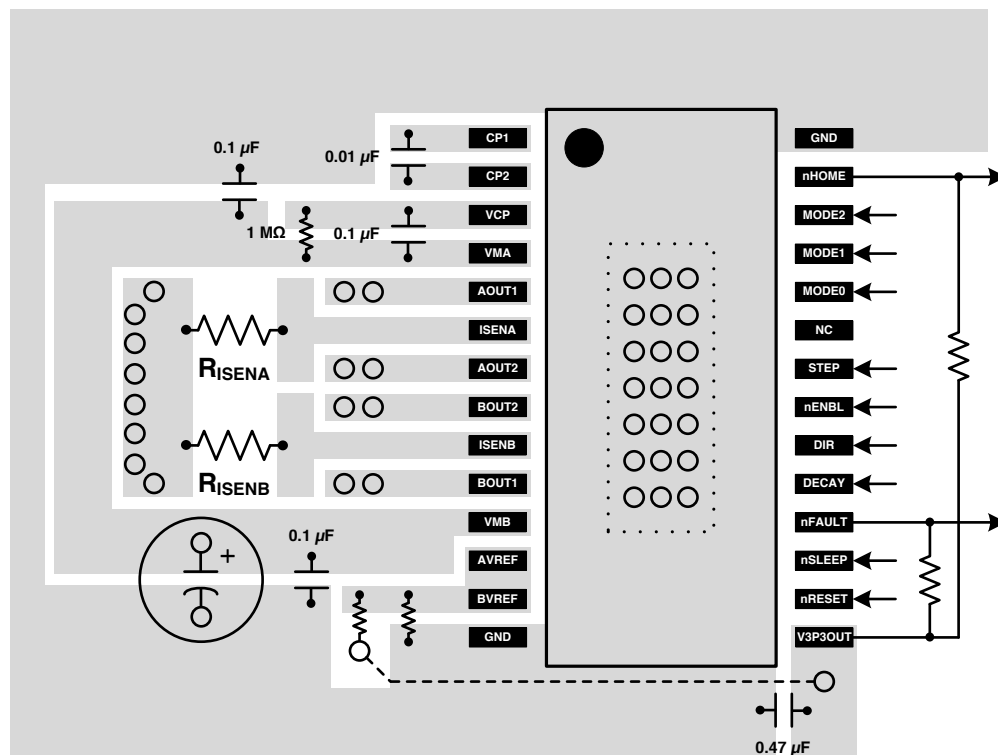 0.1 µF
0.01 µF
1 MΩ
0.1 µF
CP1
CP2
VCP
VMA
AOUT1
ISENA
AOUT2
BOUT2
ISENB
BOUT1
VMB
AVREF
BVREF
GND
RISENA
RISENB
+
0.1 µF
GND
nHOME
MODE2
MODE1
MODE0
NC
STEP
nENBL
DIR
DECAY
nFAULT
nSLEEP
nRESET
V3P3OUT
0.47 µF